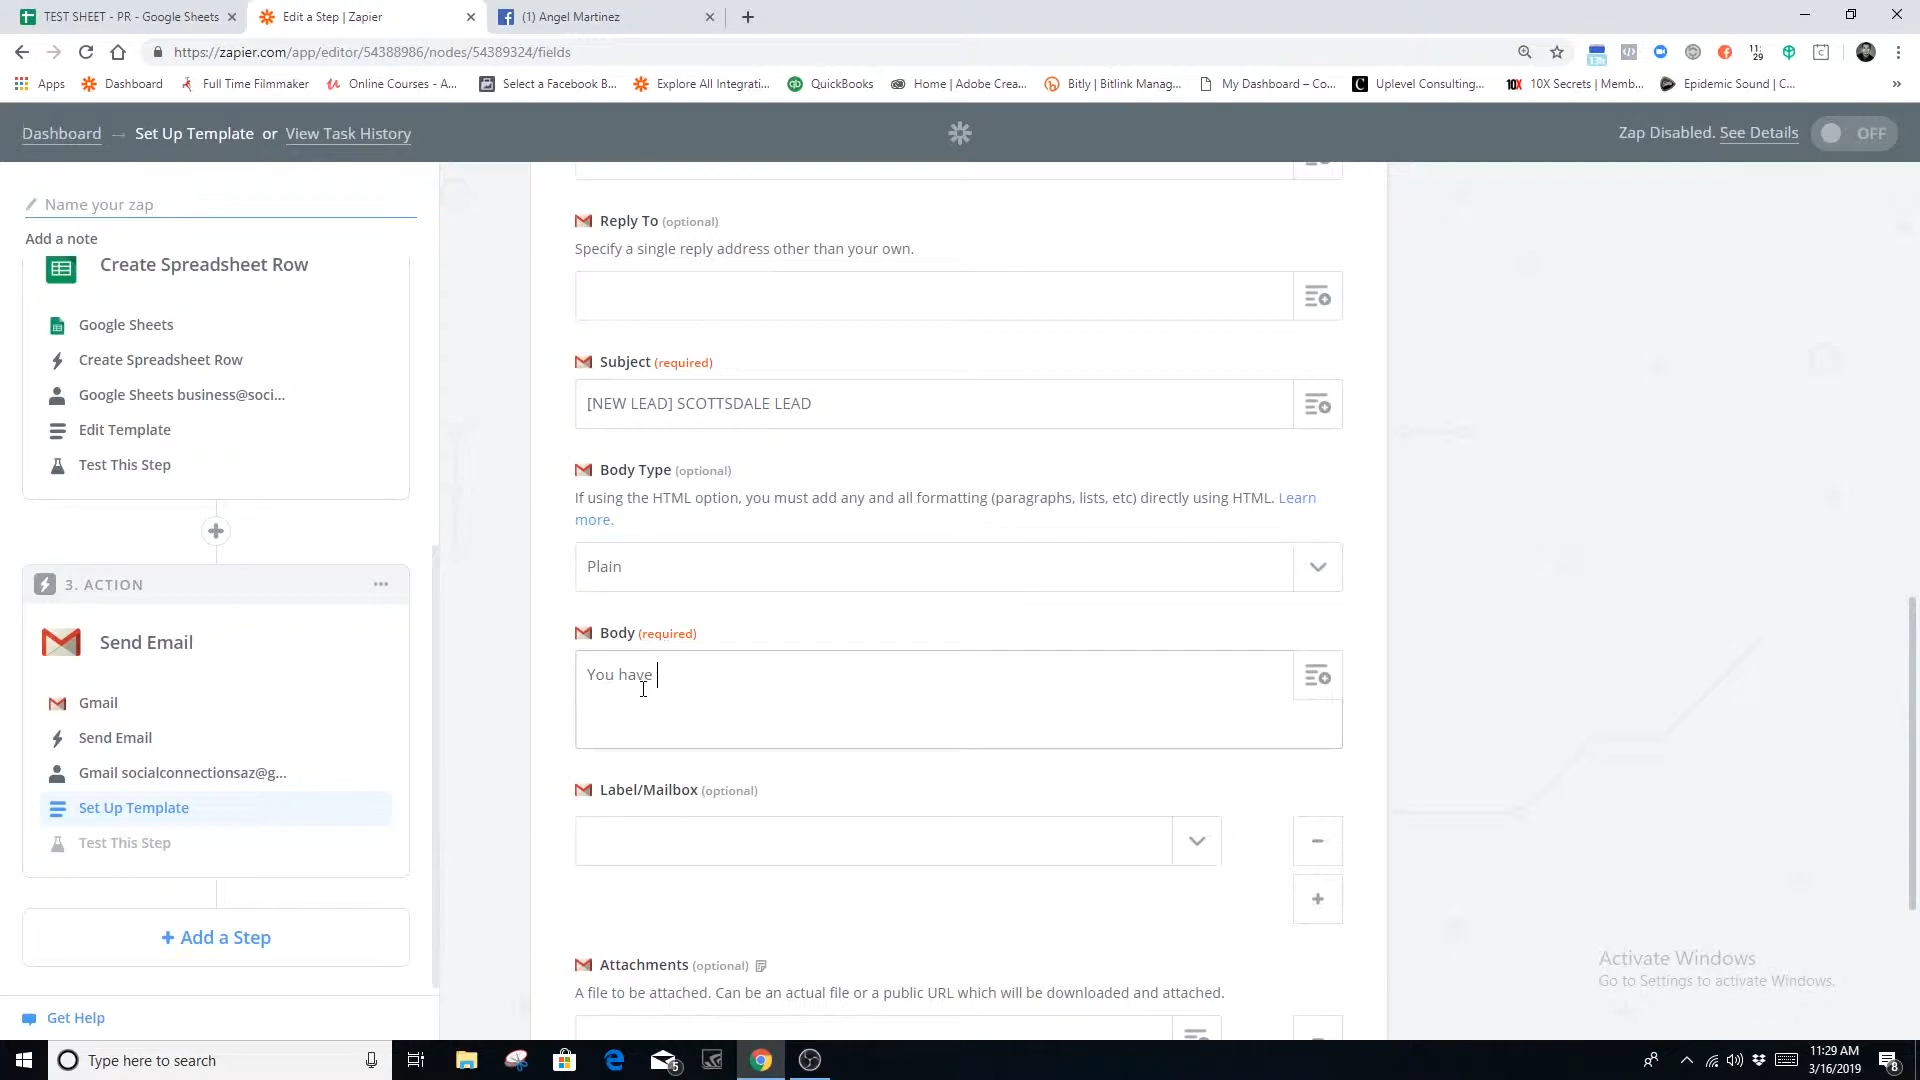 TEST SHEET - PR - Google Sheets
Edit a Step | Zapier
(1) Angel Martinez
https://zapier.com/app/editor/54388986/nodes/54389324/fields
11:
29
Apps
Dashboard
Full Time Filmmaker
Online Courses - A...
Select a Facebook B...
Explore All Integrati...
QuickBooks
Home | Adobe Crea...
Bitly | Bitlink Manag...
My Dashboard – Co...
Uplevel Consulting...
10X Secrets | Memb...
Epidemic Sound | C...
Dashboard → Set Up Template or View Task History
Zap Disabled. See Details
OFF
Name your zap
Add a note
Create Spreadsheet Row
Google Sheets
Create Spreadsheet Row
Google Sheets business@soci...
Edit Template
Test This Step
3. ACTION
Send Email
Gmail
Send Email
Gmail socialconnectionsaz@g...
Set Up Template
Test This Step
+ Add a Step
Get Help
Reply To (optional)
Specify a single reply address other than your own.
Subject (required)
[NEW LEAD] SCOTTSDALE LEAD
Body Type (optional)
If using the HTML option, you must add any and all formatting (paragraphs, lists, etc) directly using HTML. Learn
more.
Plain
Body (required)
You have
Label/Mailbox (optional)
Attachments (optional)
A file to be attached. Can be an actual file or a public URL which will be downloaded and attached.
Activate Windows
Go to Settings to activate Windows.
Type here to search
5
11:29 AM
3/16/2019
8